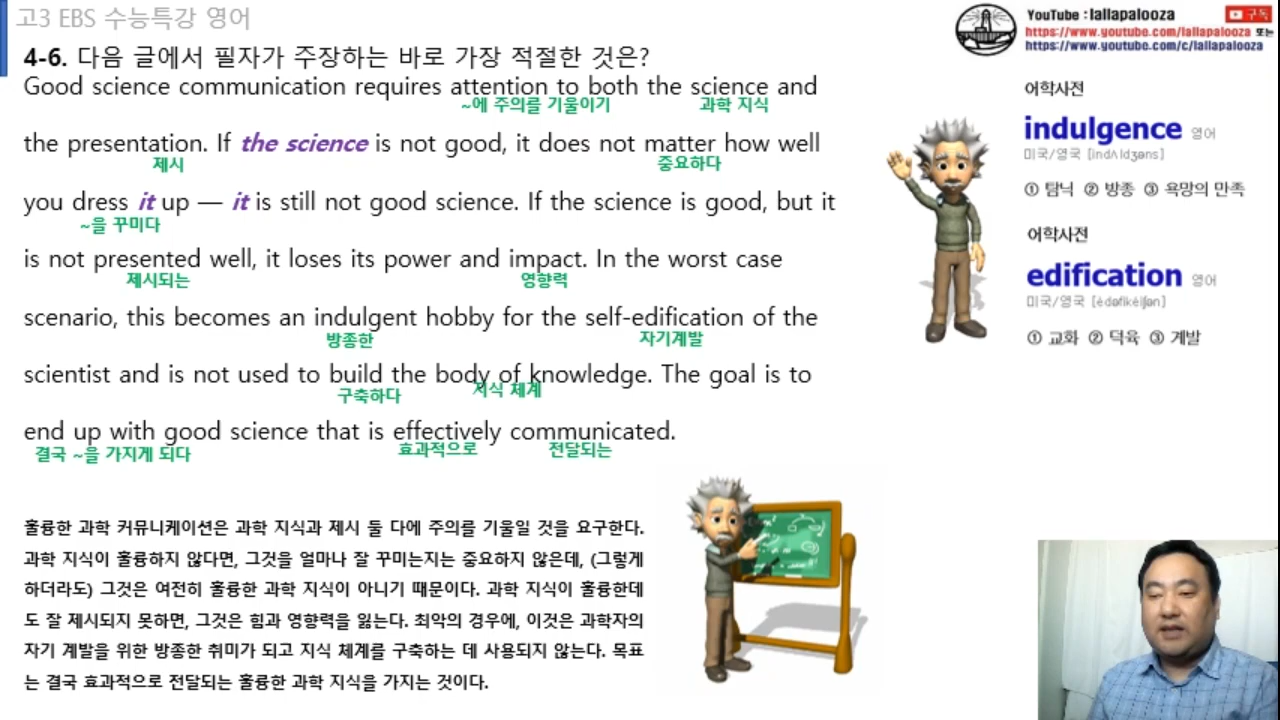 고3 EBS 수능특강 영어
YouTube : lallapalooza
구독
https://www.youtube.com/lallapalooza 또는
https://www.youtube.com/c/lallapalooza
4-6. 다음 글에서 필자가 주장하는 바로 가장 적절한 것은?
Good science communication requires attention to both the science and
~에 주의를 기울이기 과학 지식
the presentation. If the science is not good, it does not matter how well
제시 중요하다
you dress it up — it is still not good science. If the science is good, but it
~을 꾸미다
is not presented well, it loses its power and impact. In the worst case
제시되는 영향력
scenario, this becomes an indulgent hobby for the self-edification of the
방종한 자기계발
scientist and is not used to build the body of knowledge. The goal is to
구축하다 지식 체계
end up with good science that is effectively communicated.
결국 ~을 가지게 되다 효과적으로 전달되는
어학사전
indulgence 영어
미국/영국 [indʌldʒəns]
① 탐닉 ② 방종 ③ 욕망의 만족
어학사전
edification 영어
미국/영국 [èdəfikéiʃən]
① 교화 ② 덕육 ③ 계발
훌륭한 과학 커뮤니케이션은 과학 지식과 제시 둘 다에 주의를 기울일 것을 요구한다.
과학 지식이 훌륭하지 않다면, 그것을 얼마나 잘 꾸미는지는 중요하지 않은데, (그렇게
하더라도) 그것은 여전히 훌륭한 과학 지식이 아니기 때문이다. 과학 지식이 훌륭한데
도 잘 제시되지 못하면, 그것은 힘과 영향력을 잃는다. 최악의 경우에, 이것은 과학자의
자기 계발을 위한 방종한 취미가 되고 지식 체계를 구축하는 데 사용되지 않는다. 목표
는 결국 효과적으로 전달되는 훌륭한 과학 지식을 가지는 것이다.